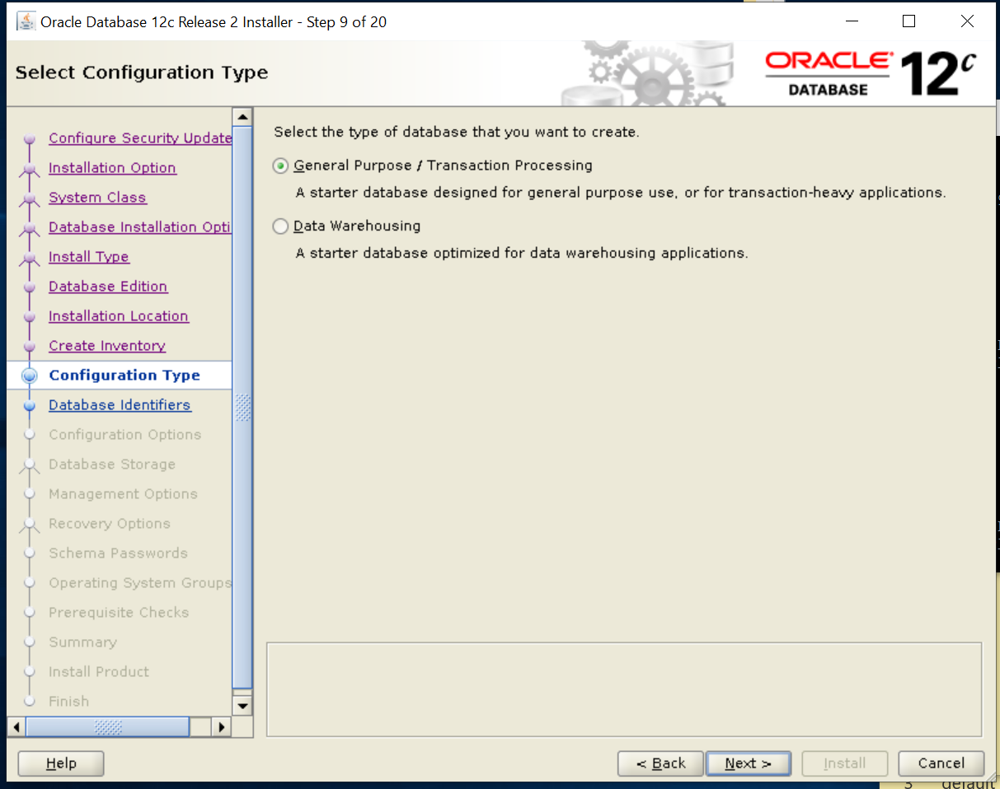 Oracle Database 12c Release 2 Installer - Step 9 of 20
Select Configuration Type
ORACLE
DATABASE
12c
Configure Security Update
Installation Option
System Class
Database Installation Opti
Install Type
Database Edition
Installation Location
Create Inventory
Configuration Type
Database Identifiers
Configuration Options
Database Storage
Management Options
Recovery Options
Schema Passwords
Operating System Groups
Prerequisite Checks
Summary
Install Product
Finish
Select the type of database that you want to create.
General Purpose / Transaction Processing
A starter database designed for general purpose use, or for transaction-heavy applications.
Data Warehousing
A starter database optimized for data warehousing applications.
Help
< Back
Next >
Install
Cancel
3 default